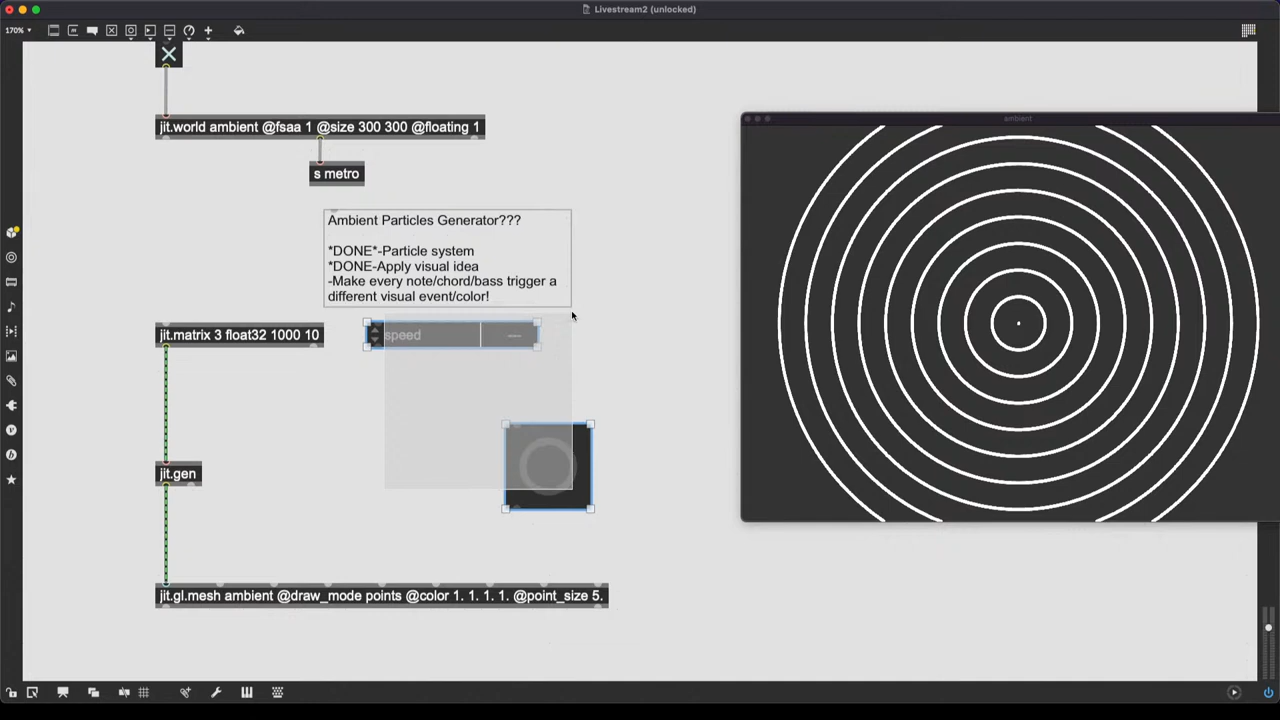 Livestream2 (unlocked)
170%
jit.world ambient @fsaa 1 @size 300 300 @floating 1
ambient
s metro
Ambient Particles Generator???
*DONE*-Particle system
*DONE-Apply visual idea
-Make every note/chord/bass trigger a
different visual event/color!
jit.matrix 3 float32 1000 10
speed
jit.gen
jit.gl.mesh ambient @draw_mode points @color 1. 1. 1. 1. @point_size 5.